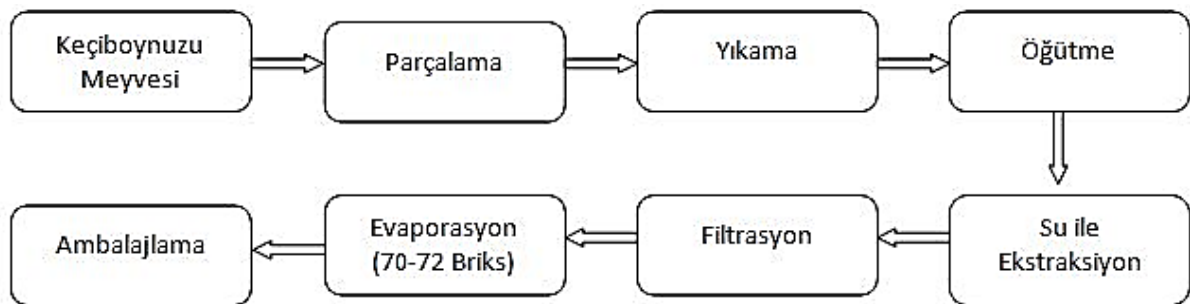 Keçiboynuzu
Meyvesi
Parçalama
Yıkama
Öğütme
Su ile
Ekstraksiyon
Filtrasyon
Evaporasyon
(70-72 Briks)
Ambalajlama